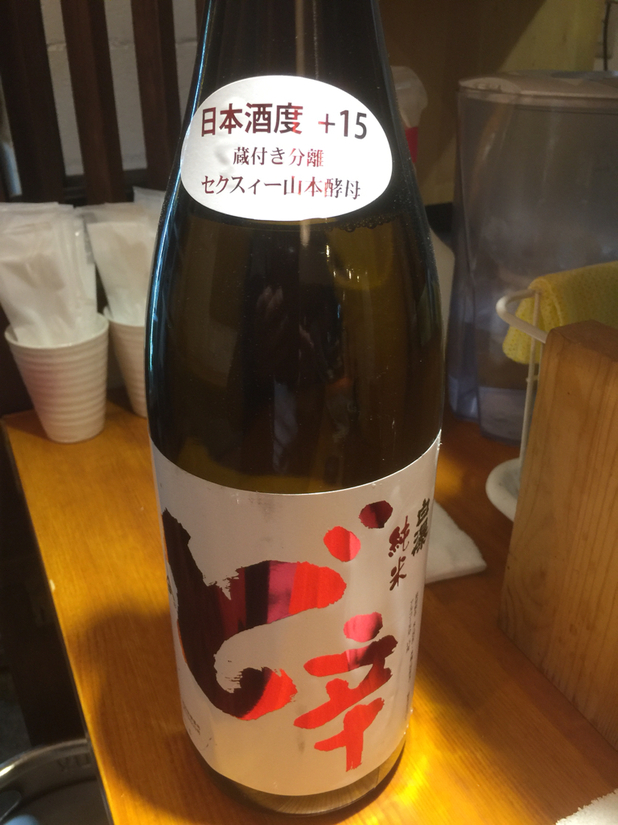 日本酒度 +15
蔵付き分離
セクスィー山本酵母
白瀑
純米
ど辛